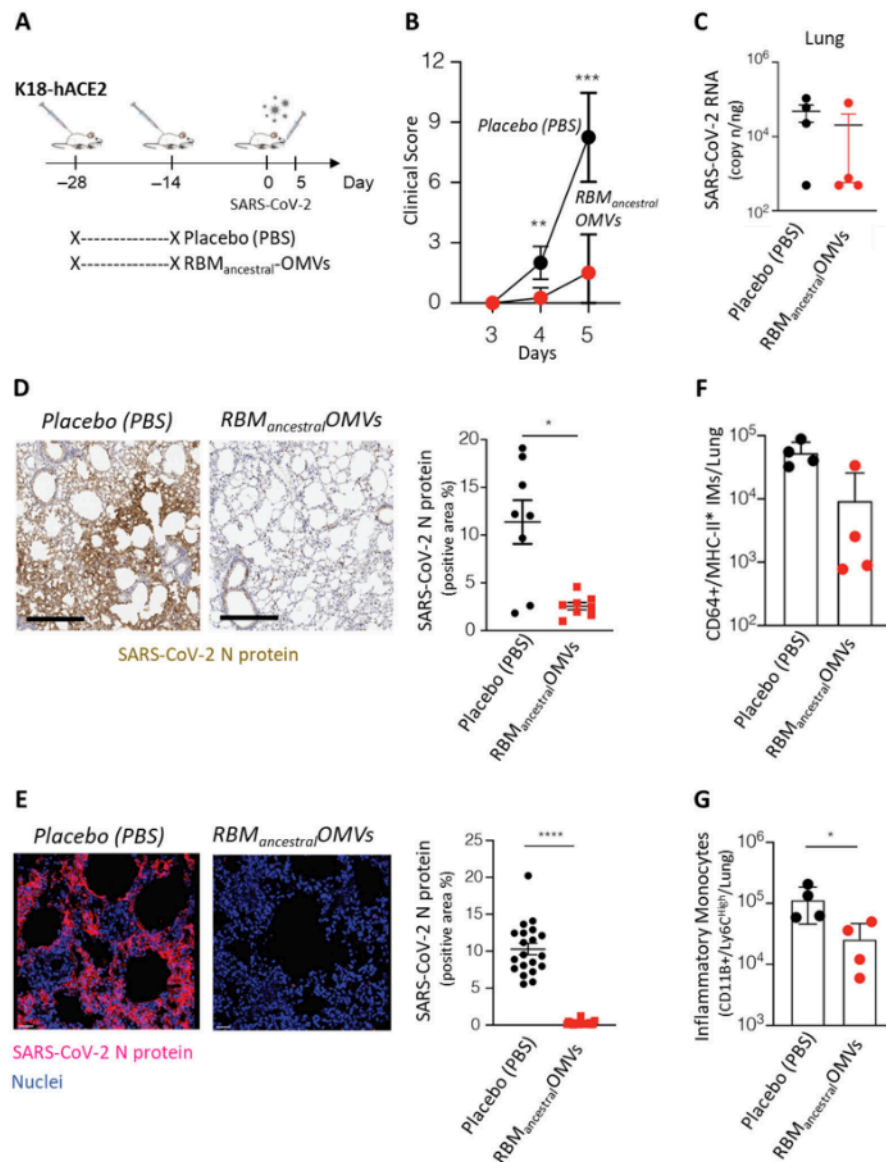 A
K18-hACE2
−28
−14
0
5
Day
SARS-CoV-2
X------------X Placebo (PBS)
X------------X RBMancestral-OMVs
B
Clinical Score
12
9
6
3
0
***
Placebo (PBS)
**
RBMancestral
OMVs
3
4
5
Days
C
Lung
SARS-CoV-2 RNA
(copy n/ng)
10^6
10^4
10^2
Placebo (PBS)
RBMancestralOMVs
D
Placebo (PBS)
RBMancestralOMVs
SARS-CoV-2 N protein
SARS-CoV-2 N protein
(positive area %)
20
15
10
5
0
*
Placebo (PBS)
RBMancestralOMVs
F
CD64+/MHC-II* IMs/Lung
10^5
10^4
10^3
10^2
Placebo (PBS)
RBMancestralOMVs
E
Placebo (PBS)
RBMancestralOMVs
SARS-CoV-2 N protein
Nuclei
SARS-CoV-2 N protein
(positive area %)
25
20
15
10
5
0
****
Placebo (PBS)
RBMancestralOMVs
G
Inflammatory Monocytes
(CD11B+/Ly6CHigh/Lung)
10^6
10^5
10^4
10^3
*
Placebo (PBS)
RBMancestralOMVs